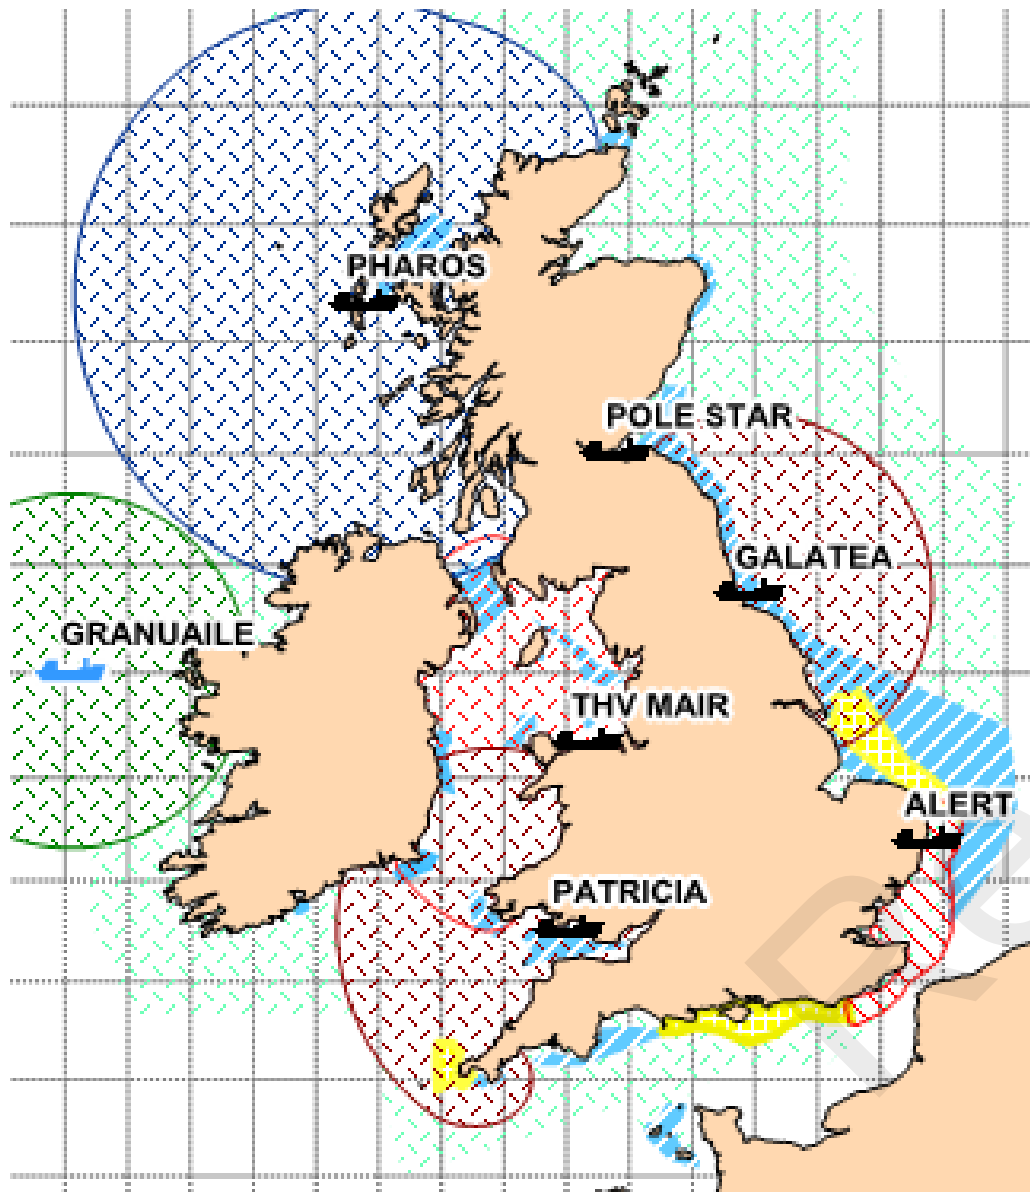 PHAROS
POLE STAR
GALATEA
GRANUAILE
THV MAIR
ALERT
PATRICIA